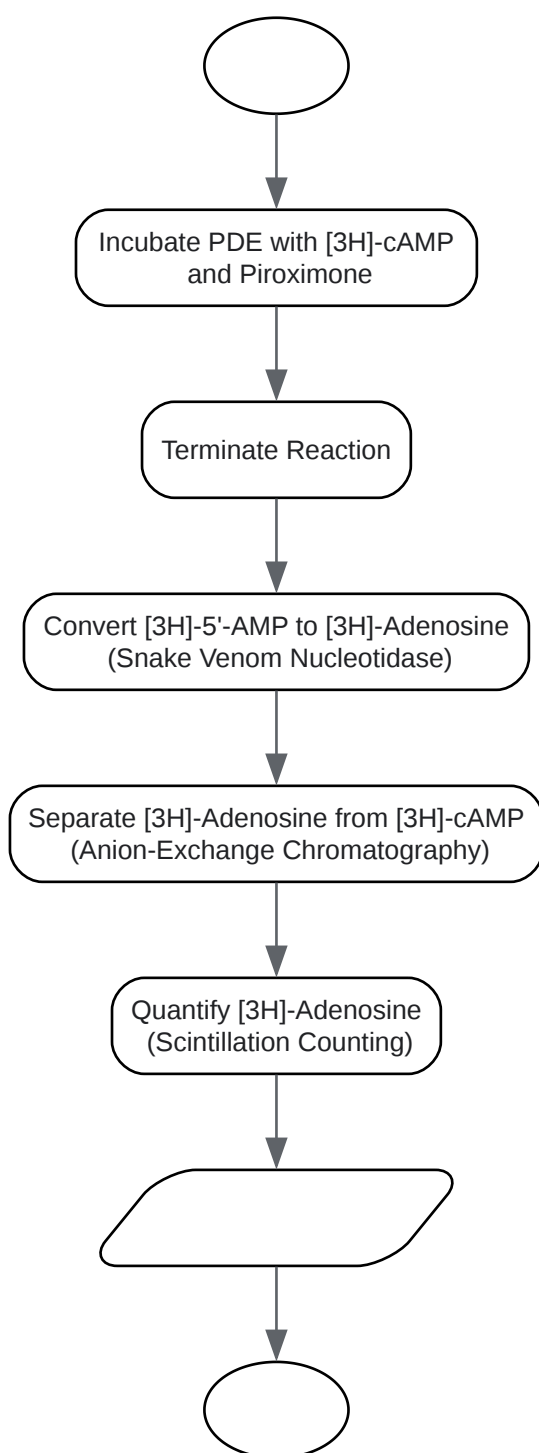 Incubate PDE with [3H]-cAMP
and Piroximone
Terminate Reaction
Convert [3H]-5'-AMP to [3H]-Adenosine
(Snake Venom Nucleotidase)
Separate [3H]-Adenosine from [3H]-cAMP
(Anion-Exchange Chromatography)
Quantify [3H]-Adenosine
(Scintillation Counting)